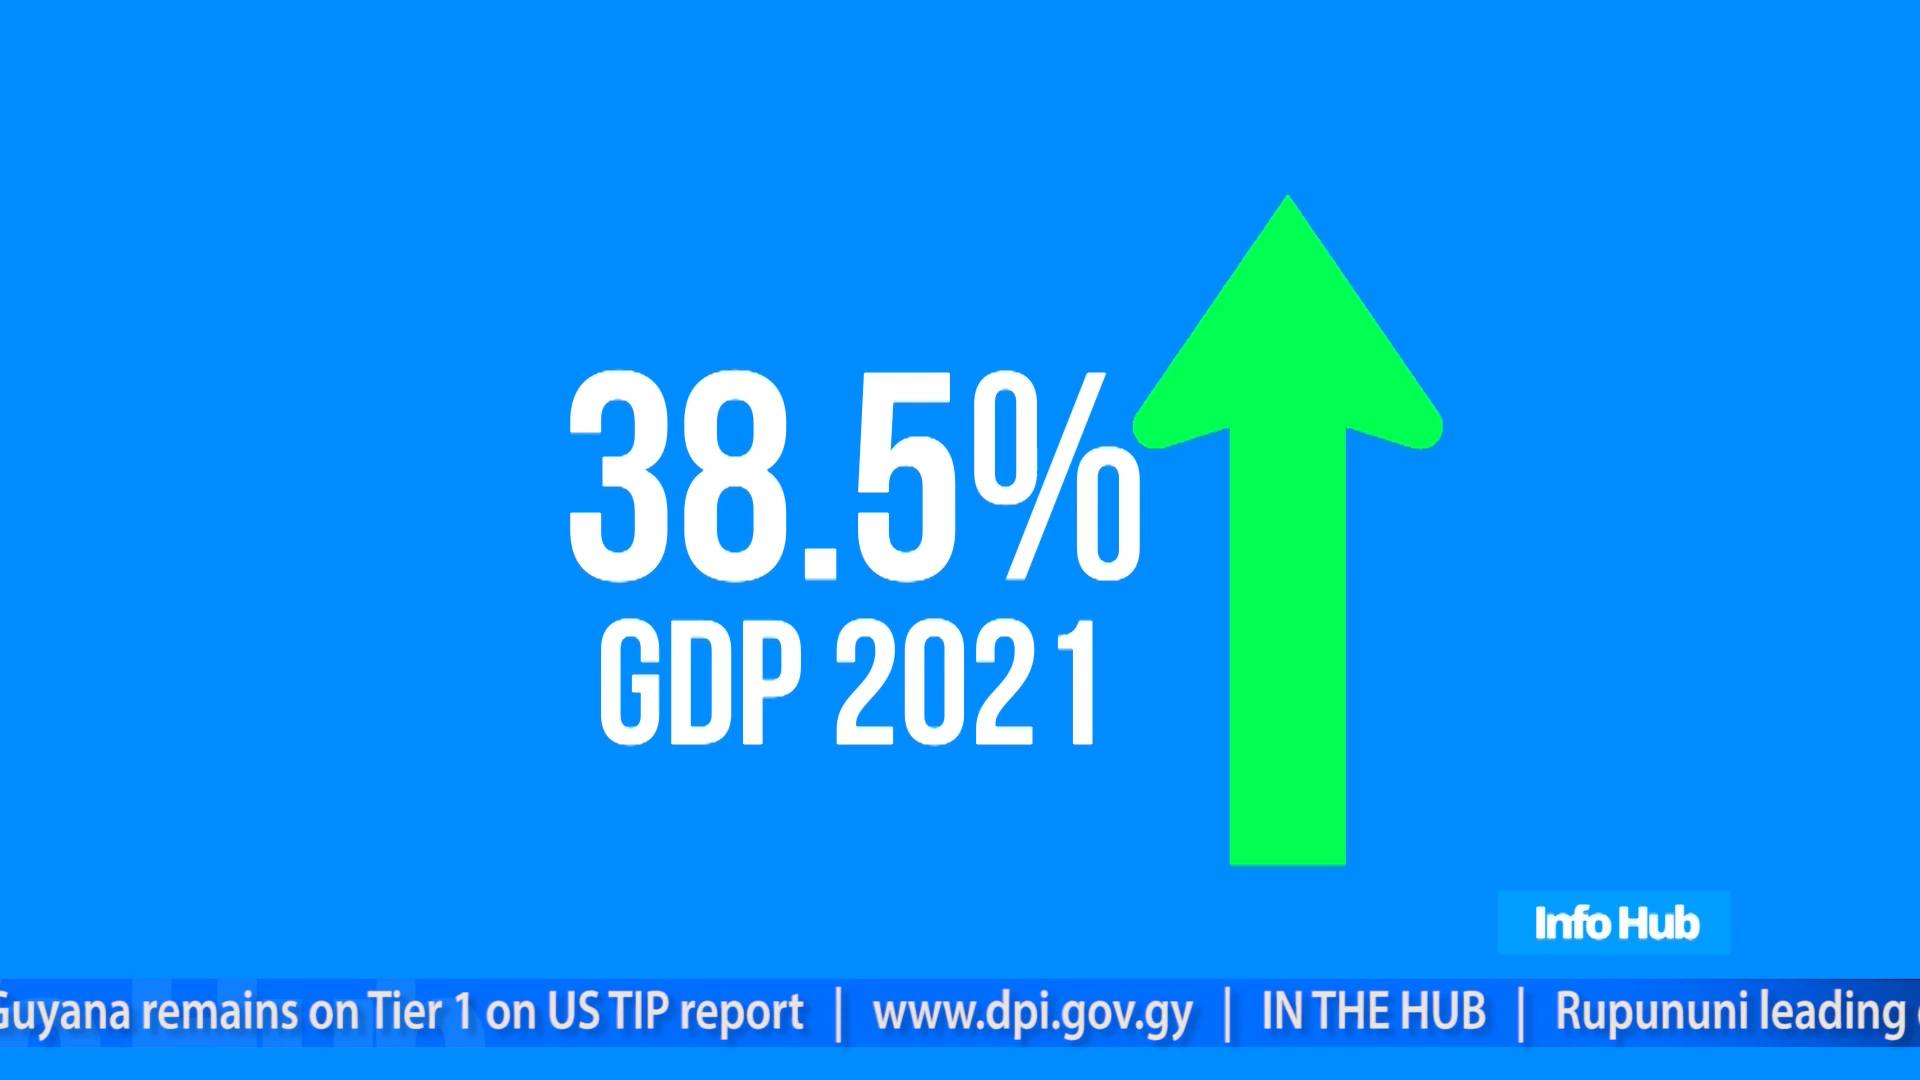 38.5%
GDP 2021
Info Hub
Guyana remains on Tier 1 on US TIP report | www.dpi.gov.gy | IN THE HUB | Rupununi leading